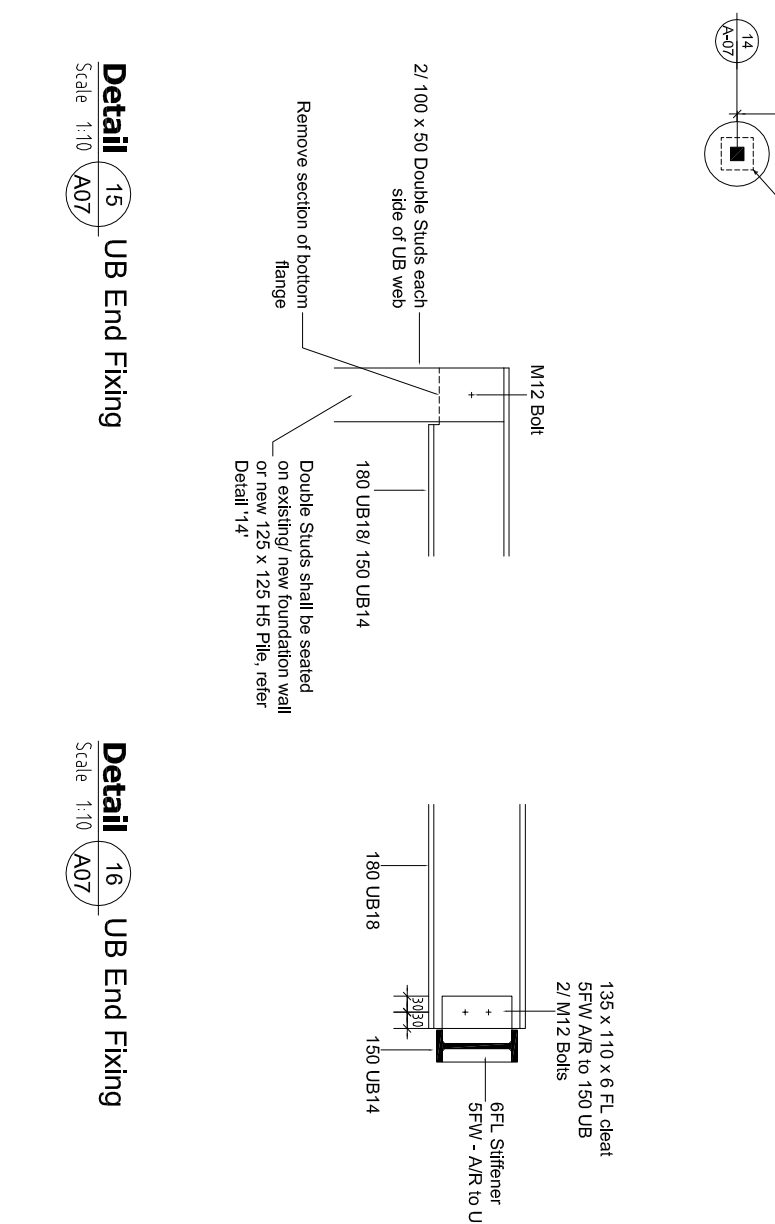 14
A-07
2/ 100 x 50 Double Studs each
side of UB web
Remove section of bottom
flange
M12 Bolt
180 UB18/ 150 UB14
Double Studs shall be seated
on existing/ new foundation wall
or new 125 x 125 H5 Pile, refer
Detail '14'
Detail 15 UB End Fixing
Scale 1:10 A07
135 x 110 x 6 FL cleat
5FW A/R to 150 UB
2/ M12 Bolts
6FL Stiffener
5FW - A/R to U
180 UB18
30 30
150 UB14
Detail 16 UB End Fixing
Scale 1:10 A07